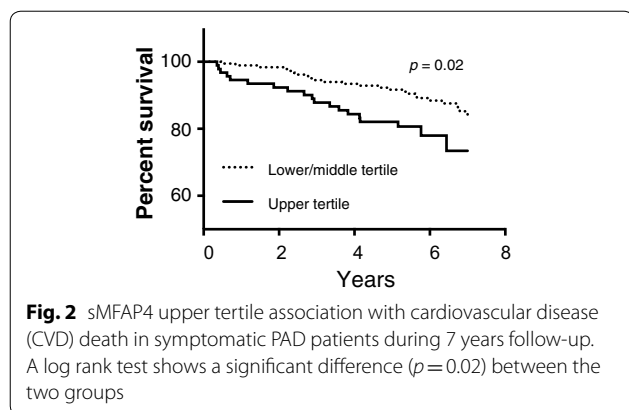 Percent survival
100
80
60
p = 0.02
Lower/middle tertile
Upper tertile
0 2 4 6 8
Years
Fig. 2 sMFAP4 upper tertile association with cardiovascular disease
(CVD) death in symptomatic PAD patients during 7 years follow-up.
A log rank test shows a significant difference (p = 0.02) between the
two groups